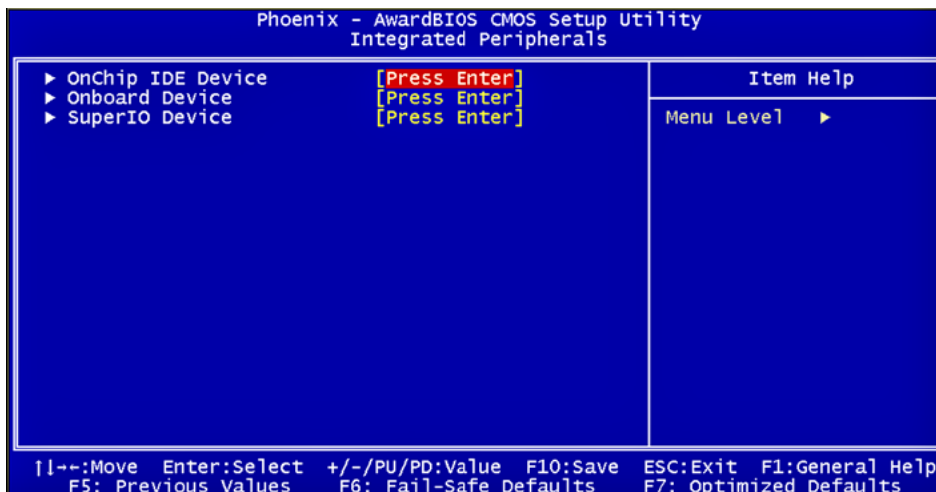 Phoenix - AwardBIOS CMOS Setup Utility
Integrated Peripherals
▶ OnChip IDE Device [Press Enter]
▶ Onboard Device [Press Enter]
▶ SuperIO Device [Press Enter]
Item Help
Menu Level ▶
↑↓→←:Move Enter:Select +/-/PU/PD:Value F10:Save ESC:Exit F1:General Help
F5: Previous Values F6: Fail-Safe Defaults F7: Optimized Defaults